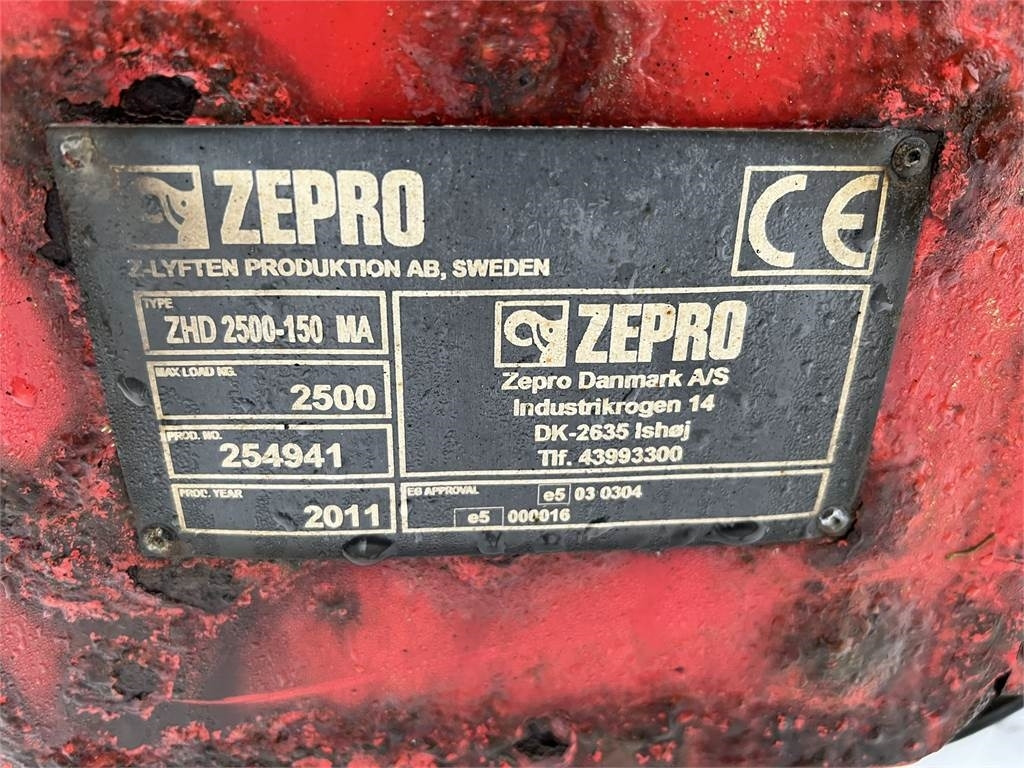 ZEPRO
CE
Z-LYFTEN PRODUKTION AB, SWEDEN
TYPE
ZHD 2500-150 MA
MAX LOAD KG.
2500
PROD. NO.
254941
PROD. YEAR
2011
ZEPRO
Zepro Danmark A/S
Industrikrogen 14
DK-2635 Ishøj
Tlf. 43993300
EG APPROVAL
e5 03 0304
e5 000016